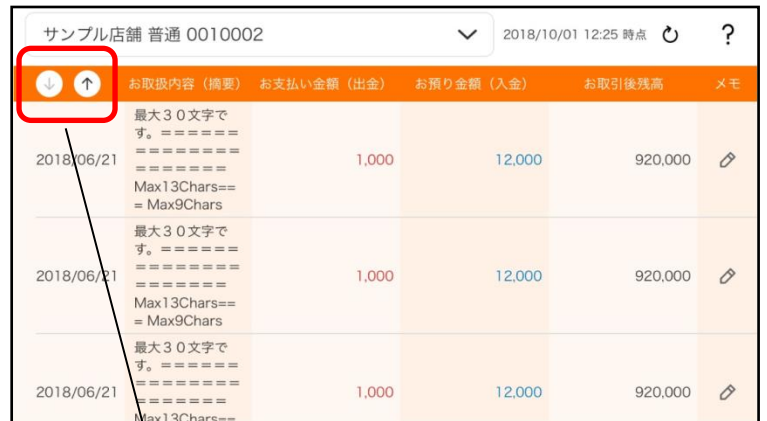 サンプル店舗 普通 0010002
2018/10/01 12:25 時点
?
お取扱内容（摘要） お支払い金額（出金） お預り金額（入金） お取引後残高 メモ
最大３０文字で
す。＝＝＝＝＝＝
＝＝＝＝＝＝＝＝
2018/06/21 ＝＝＝＝＝＝＝ 1,000 12,000 920,000
Max13Chars==
= Max9Chars
最大３０文字で
す。＝＝＝＝＝＝
＝＝＝＝＝＝＝＝
2018/06/21 ＝＝＝＝＝＝＝ 1,000 12,000 920,000
Max13Chars==
= Max9Chars
最大３０文字で
す。＝＝＝＝＝＝
＝＝＝＝＝＝＝＝
2018/06/21 ＝＝＝＝＝＝＝ 1,000 12,000 920,000
Max13Chars==